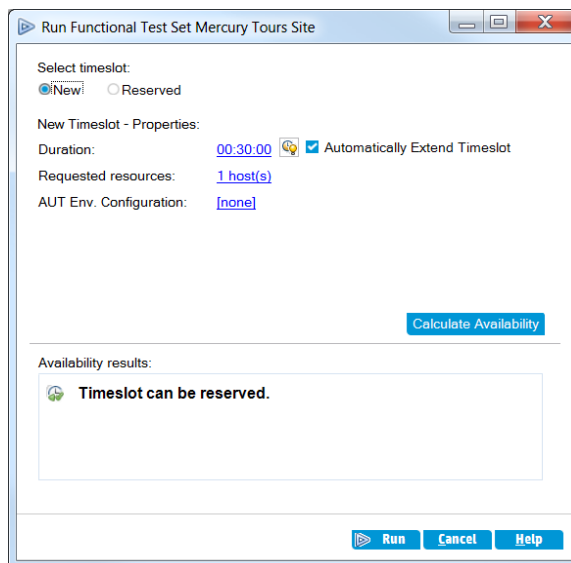 Run Functional Test Set Mercury Tours Site
Select timeslot:
New Reserved
New Timeslot - Properties:
Duration: 00:30:00 Automatically Extend Timeslot
Requested resources: 1 host(s)
AUT Env. Configuration: [none]
Calculate Availability
Availability results:
Timeslot can be reserved.
Run Cancel Help